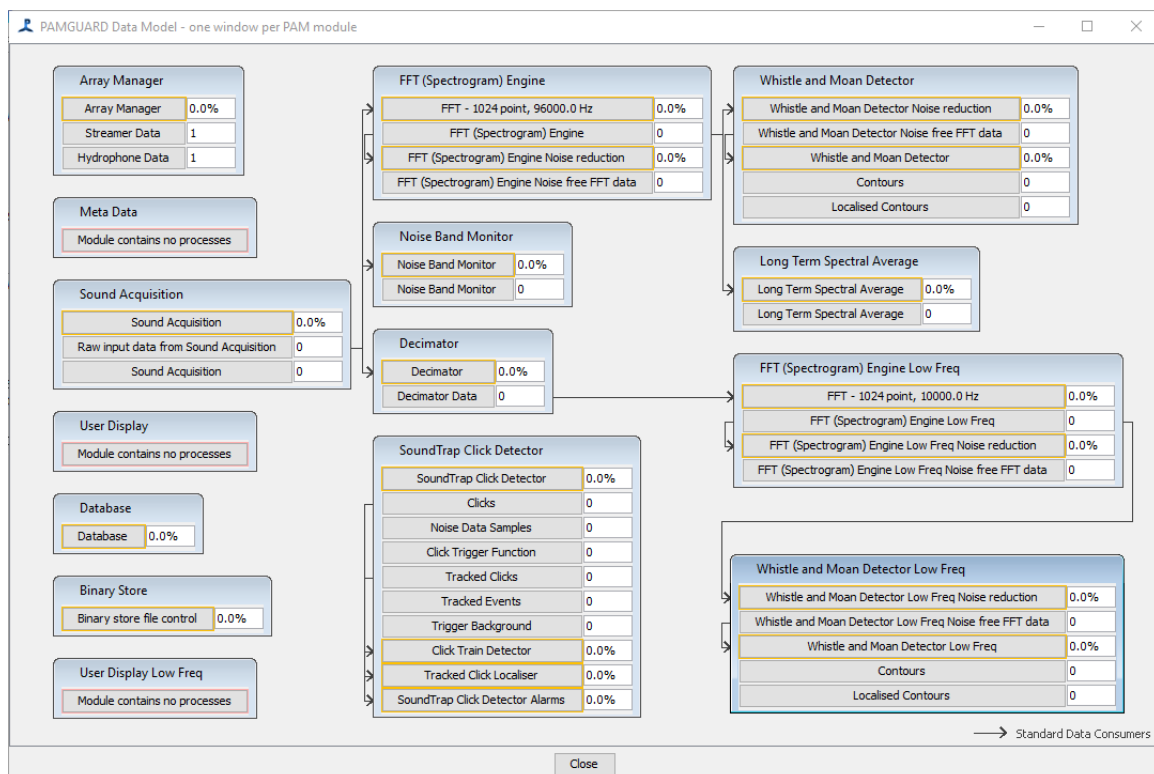 PAMGUARD Data Model - one window per PAM module
Array Manager
Array Manager 0.0%
Streamer Data 1
Hydrophone Data 1
Meta Data
Module contains no processes
Sound Acquisition
Sound Acquisition 0.0%
Raw input data from Sound Acquisition 0
Sound Acquisition 0
User Display
Module contains no processes
Database
Database 0.0%
Binary Store
Binary store file control 0.0%
User Display Low Freq
Module contains no processes
FFT (Spectrogram) Engine
FFT - 1024 point, 96000.0 Hz 0.0%
FFT (Spectrogram) Engine 0
FFT (Spectrogram) Engine Noise reduction 0.0%
FFT (Spectrogram) Engine Noise free FFT data 0
Noise Band Monitor
Noise Band Monitor 0.0%
Noise Band Monitor 0
Decimator
Decimator 0.0%
Decimator Data 0
SoundTrap Click Detector
SoundTrap Click Detector 0.0%
Clicks 0
Noise Data Samples 0
Click Trigger Function 0
Tracked Clicks 0
Tracked Events 0
Trigger Background 0
Click Train Detector 0.0%
Tracked Click Localiser 0.0%
SoundTrap Click Detector Alarms 0.0%
Whistle and Moan Detector
Whistle and Moan Detector Noise reduction 0.0%
Whistle and Moan Detector Noise free FFT data 0
Whistle and Moan Detector 0.0%
Contours 0
Localised Contours 0
Long Term Spectral Average
Long Term Spectral Average 0.0%
Long Term Spectral Average 0
FFT (Spectrogram) Engine Low Freq
FFT - 1024 point, 10000.0 Hz 0.0%
FFT (Spectrogram) Engine Low Freq 0
FFT (Spectrogram) Engine Low Freq Noise reduction 0.0%
FFT (Spectrogram) Engine Low Freq Noise free FFT data 0
Whistle and Moan Detector Low Freq
Whistle and Moan Detector Low Freq Noise reduction 0.0%
Whistle and Moan Detector Low Freq Noise free FFT data 0
Whistle and Moan Detector Low Freq 0.0%
Contours 0
Localised Contours 0
Standard Data Consumers
Close